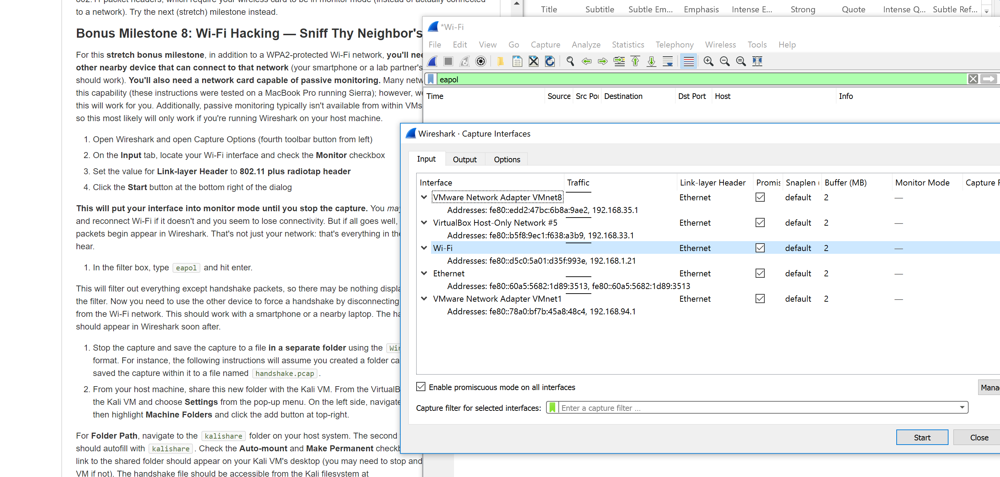 802.11 packet headers, which require your wireless card to be in monitor mode (instead of actually connected
to a network). Try the next (stretch) milestone instead.
Bonus Milestone 8: Wi-Fi Hacking — Sniff Thy Neighbor's
For this stretch bonus milestone, in addition to a WPA2-protected Wi-Fi network, you'll nee
other nearby device that can connect to that network (your smartphone or a lab partner's
should work). You'll also need a network card capable of passive monitoring. Many netw
this capability (these instructions were tested on a MacBook Pro running Sierra); however, we
this will work for you. Additionally, passive monitoring typically isn't available from within VMs
so this most likely will only work if you're running Wireshark on your host machine.
1. Open Wireshark and open Capture Options (fourth toolbar button from left)
2. On the Input tab, locate your Wi-Fi interface and check the Monitor checkbox
3. Set the value for Link-layer Header to 802.11 plus radiotap header
4. Click the Start button at the bottom right of the dialog
This will put your interface into monitor mode until you stop the capture. You may
and reconnect Wi-Fi if it doesn't and you seem to lose connectivity. But if all goes well,
packets begin appear in Wireshark. That's not just your network: that's everything in the
hear.
1. In the filter box, type eapol and hit enter.
This will filter out everything except handshake packets, so there may be nothing displa
the filter. Now you need to use the other device to force a handshake by disconnecting
from the Wi-Fi network. This should work with a smartphone or a nearby laptop. The ha
should appear in Wireshark soon after.
1. Stop the capture and save the capture to a file in a separate folder using the Wir
format. For instance, the following instructions will assume you created a folder ca
saved the capture within it to a file named handshake.pcap .
2. From your host machine, share this new folder with the Kali VM. From the VirtualB
the Kali VM and choose Settings from the pop-up menu. On the left side, navigate
then highlight Machine Folders and click the add button at top-right.
For Folder Path, navigate to the kalishare folder on your host system. The second
should autofill with kalishare . Check the Auto-mount and Make Permanent checkb
link to the shared folder should appear on your Kali VM's desktop (you may need to stop and
VM if not). The handshake file should be accessible from the Kali filesystem at
Title Subtitle Subtle Em... Emphasis Intense E... Strong Quote Intense Q... Subtle Ref...
*Wi-Fi
File Edit View Go Capture Analyze Statistics Telephony Wireless Tools Help
eapol
Time Source Src Por Destination Dst Port Host Info
Wireshark · Capture Interfaces
Input Output Options
Interface Traffic Link-layer Header Promis Snaplen ( Buffer (MB) Monitor Mode Capture F
VMware Network Adapter VMnet8 Ethernet default 2 —
Addresses: fe80::edd2:47bc:6b8a:9ae2, 192.168.35.1
VirtualBox Host-Only Network #5 Ethernet default 2 —
Addresses: fe80::b5f8:9ec1:f638:a3b9, 192.168.33.1
Wi-Fi Ethernet default 2 —
Addresses: fe80::d5c0:5a01:d35f:993e, 192.168.1.21
Ethernet Ethernet default 2 —
Addresses: fe80::60a5:5682:1d89:3513, fe80::60a5:5682:1d89:3513
VMware Network Adapter VMnet1 Ethernet default 2 —
Addresses: fe80::78a0:bf7b:45a8:48c4, 192.168.94.1
Enable promiscuous mode on all interfaces
Mana
Capture filter for selected interfaces: Enter a capture filter ...
Start Close